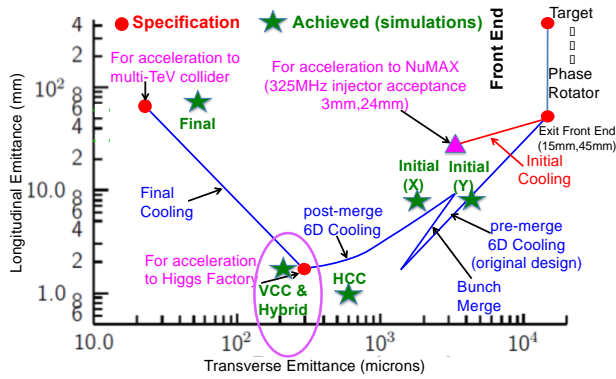 Specification
Achieved (simulations)
Target
Front End
Phase
Rotator
For acceleration to
multi-TeV collider
For acceleration to NuMAX
(325MHz injector acceptance
3mm,24mm)
Final
Exit Front End
(15mm,45mm)
Initial
Cooling
Initial
(X)
Initial
(Y)
Final
Cooling
post-merge
6D Cooling
pre-merge
6D Cooling
(original design)
For acceleration
to Higgs Factory
VCC &
Hybrid
HCC
Bunch
Merge
Longitudinal Emittance (mm)
4
2
10²
8
6
4
2
10.0
8
6
4
2
1.0
8
6
10.0
10²
10³
10⁴
Transverse Emittance (microns)